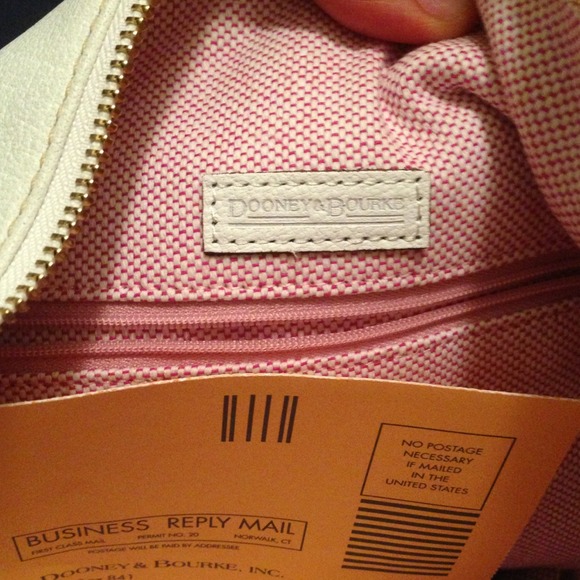 DOONEY & BOURKE
NO POSTAGE
NECESSARY
IF MAILED
IN THE
UNITED STATES
BUSINESS REPLY MAIL
FIRST CLASS MAIL PERMIT NO. 20 NORWALK, CT
POSTAGE WILL BE PAID BY ADDRESSEE
DOONEY & BOURKE, INC.
841